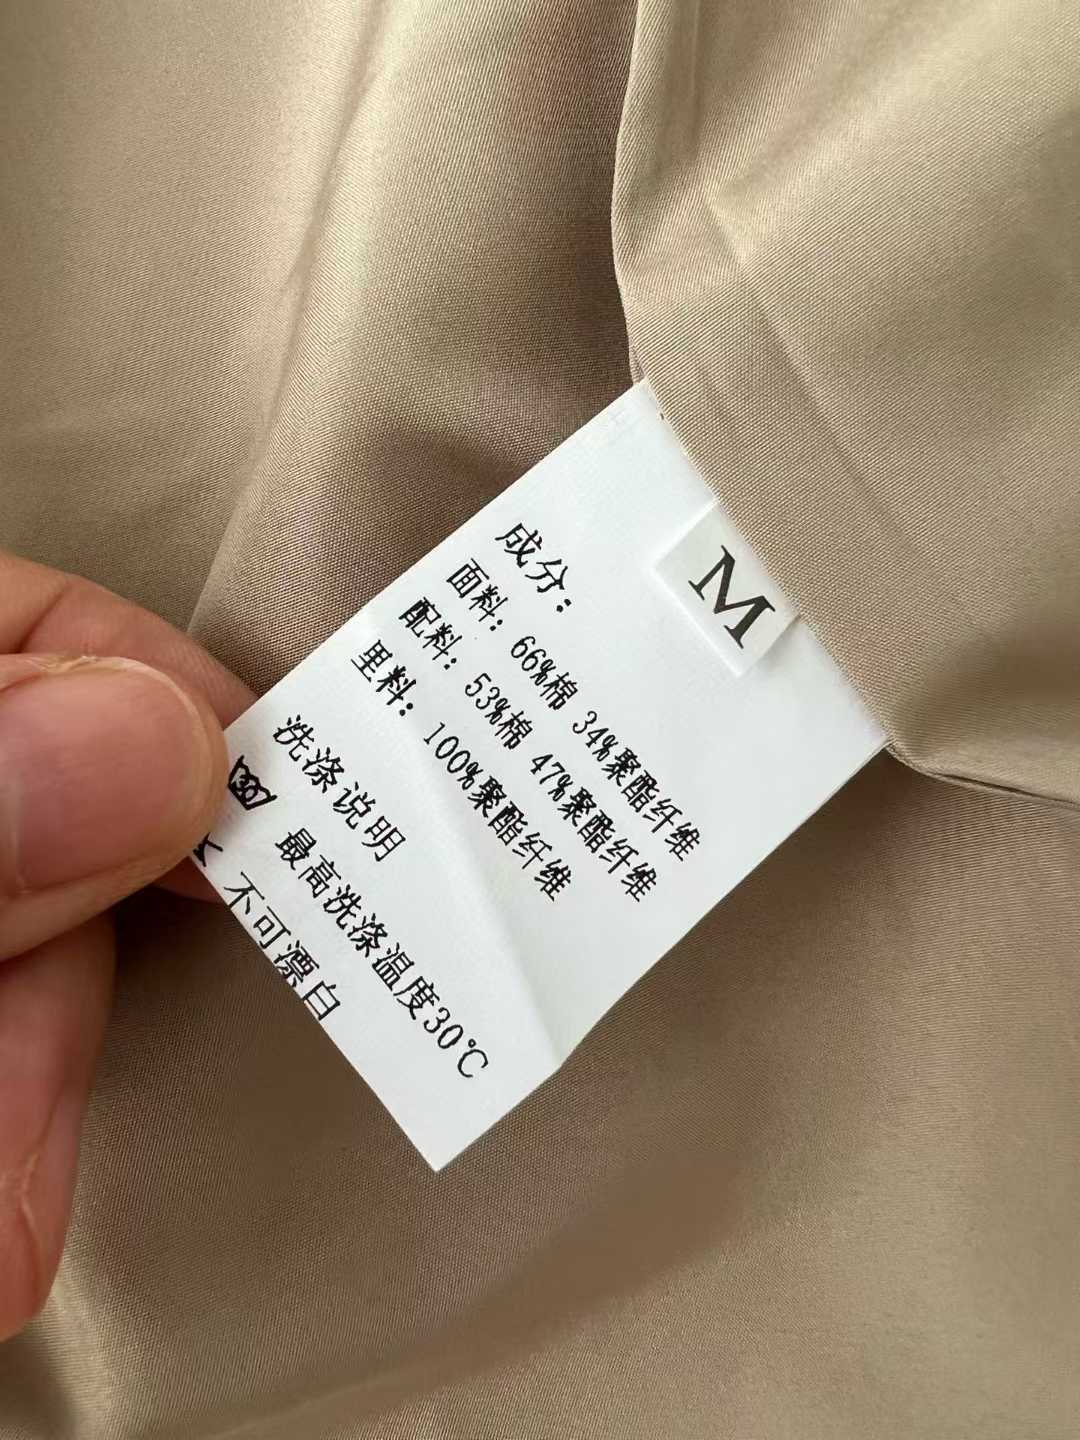 M
成分：
面料：66%棉 34%聚酯纤维
配料：53%棉 47%聚酯纤维
里料：100%聚酯纤维
洗涤说明
30 最高洗涤温度30℃
不可漂白